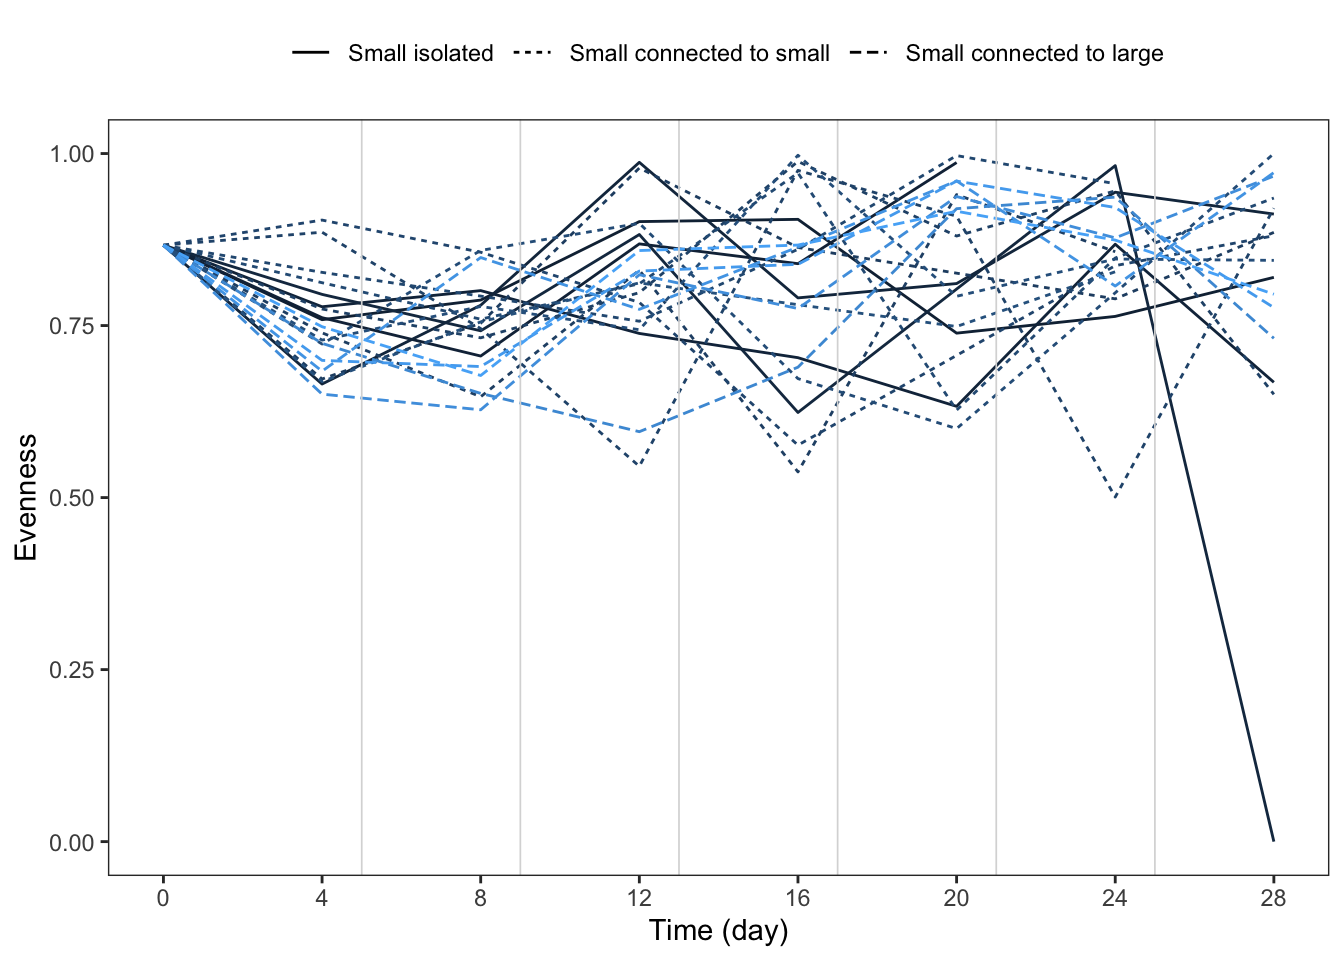 Small isolated Small connected to small Small connected to large
1.00
0.75
0.50
0.25
0.00
Evenness
0 4 8 12 16 20 24 28
Time (day)